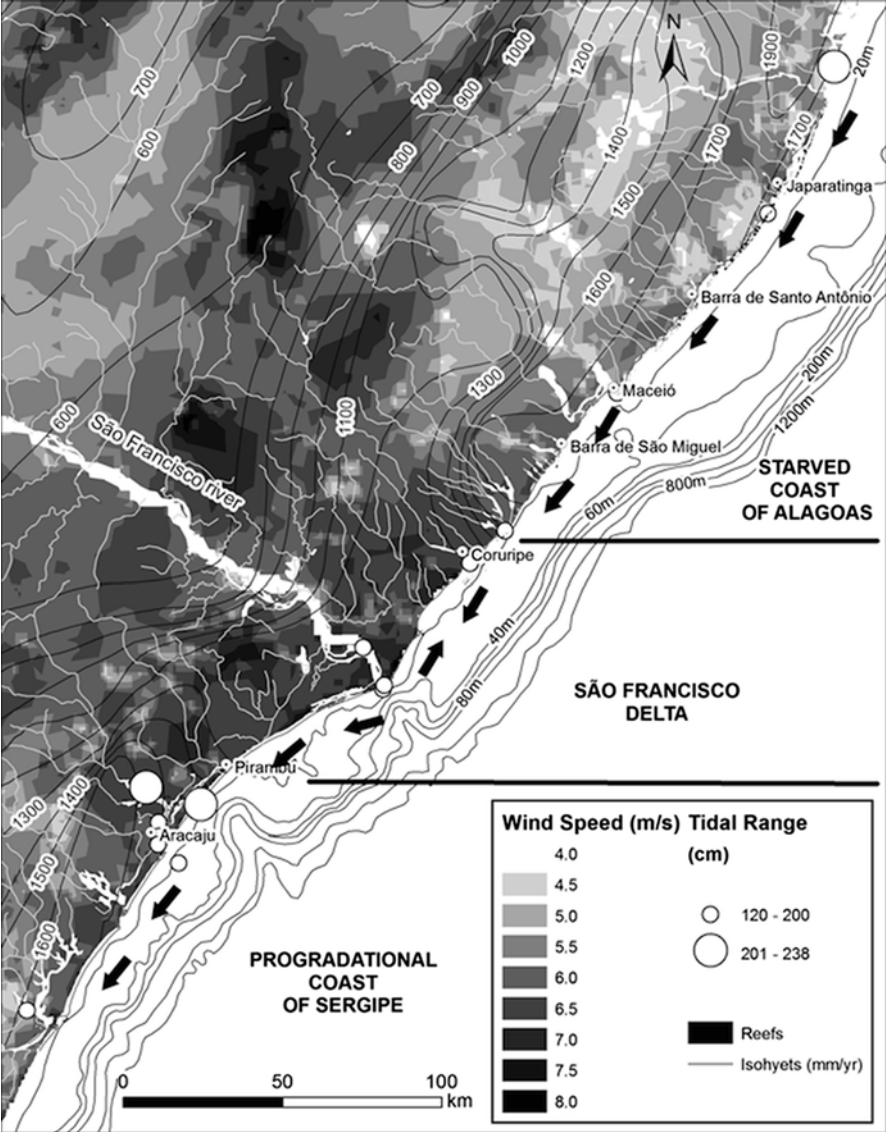 N
1000
1200
1900
20m
700
700
900
600
800
1400
1700
1700
1500
Japaratinga
1600
Barra de Santo Antônio
200m
1300
Maceió
1200m
600
1100
São Francisco river
Barra de São Miguel
800m
60m
STARVED
COAST
OF ALAGOAS
Coruripe
40m
80m
SÃO FRANCISCO
DELTA
Pirambú
1300
1400
Aracaju
1500
1600
PROGRADATIONAL
COAST
OF SERGIPE
0 50 100
km
Wind Speed (m/s)
4.0
4.5
5.0
5.5
6.0
6.5
7.0
7.5
8.0
Tidal Range
(cm)
120 - 200
201 - 238
Reefs
Isohyets (mm/yr)